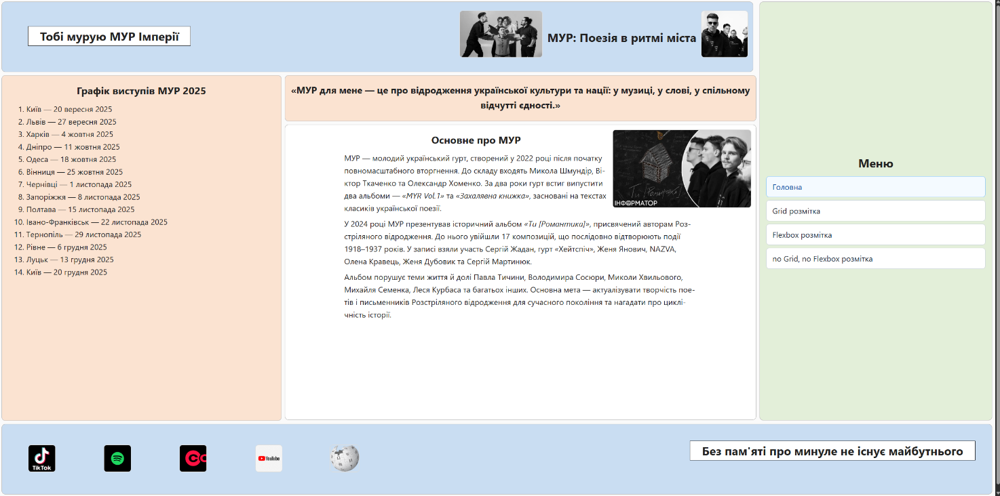 Тобі мурую МУР Імперії
МУР: Поезія в ритмі міста
Графік виступів МУР 2025
1. Київ — 20 вересня 2025
2. Львів — 27 вересня 2025
3. Харків — 4 жовтня 2025
4. Дніпро — 11 жовтня 2025
5. Одеса — 18 жовтня 2025
6. Вінниця — 25 жовтня 2025
7. Чернівці — 1 листопада 2025
8. Запоріжжя — 8 листопада 2025
9. Полтава — 15 листопада 2025
10. Івано-Франківськ — 22 листопада 2025
11. Тернопіль — 29 листопада 2025
12. Рівне — 6 грудня 2025
13. Луцьк — 13 грудня 2025
14. Київ — 20 грудня 2025
«МУР для мене — це про відродження української культури та нації: у музиці, у слові, у спільному
відчутті єдності.»
Основне про МУР
МУР — молодий український гурт, створений у 2022 році після початку
повномасштабного вторгнення. До складу входять Микола Шмундір, Ві-
ктор Ткаченко та Олександр Хоменко. За два роки гурт встиг випустити
два альбоми — «MYR Vol.1» та «Захалявна книжка», засновані на текстах
класиків української поезії.
Ти [Романтика]
ІНФОРМАТОР
У 2024 році МУР презентував історичний альбом «Ти [Романтика]», присвячений авторам Роз-
стріляного відродження. До нього увійшли 17 композицій, що послідовно відтворюють події
1918–1937 років. У записі взяли участь Сергій Жадан, гурт «Хейтспіч», Женя Янович, NAZVA,
Олена Кравець, Женя Дубовик та Сергій Мартинюк.
Альбом порушує теми життя й долі Павла Тичини, Володимира Сосюри, Миколи Хвильового,
Михайля Семенка, Леся Курбаса та багатьох інших. Основна мета — актуалізувати творчість пое-
тів і письменників Розстріляного відродження для сучасного покоління та нагадати про циклі-
чність історії.
Меню
Головна
Grid розмітка
Flexbox розмітка
no Grid, no Flexbox розмітка
TikTok
YouTube
Без пам'яті про минуле не існує майбутнього